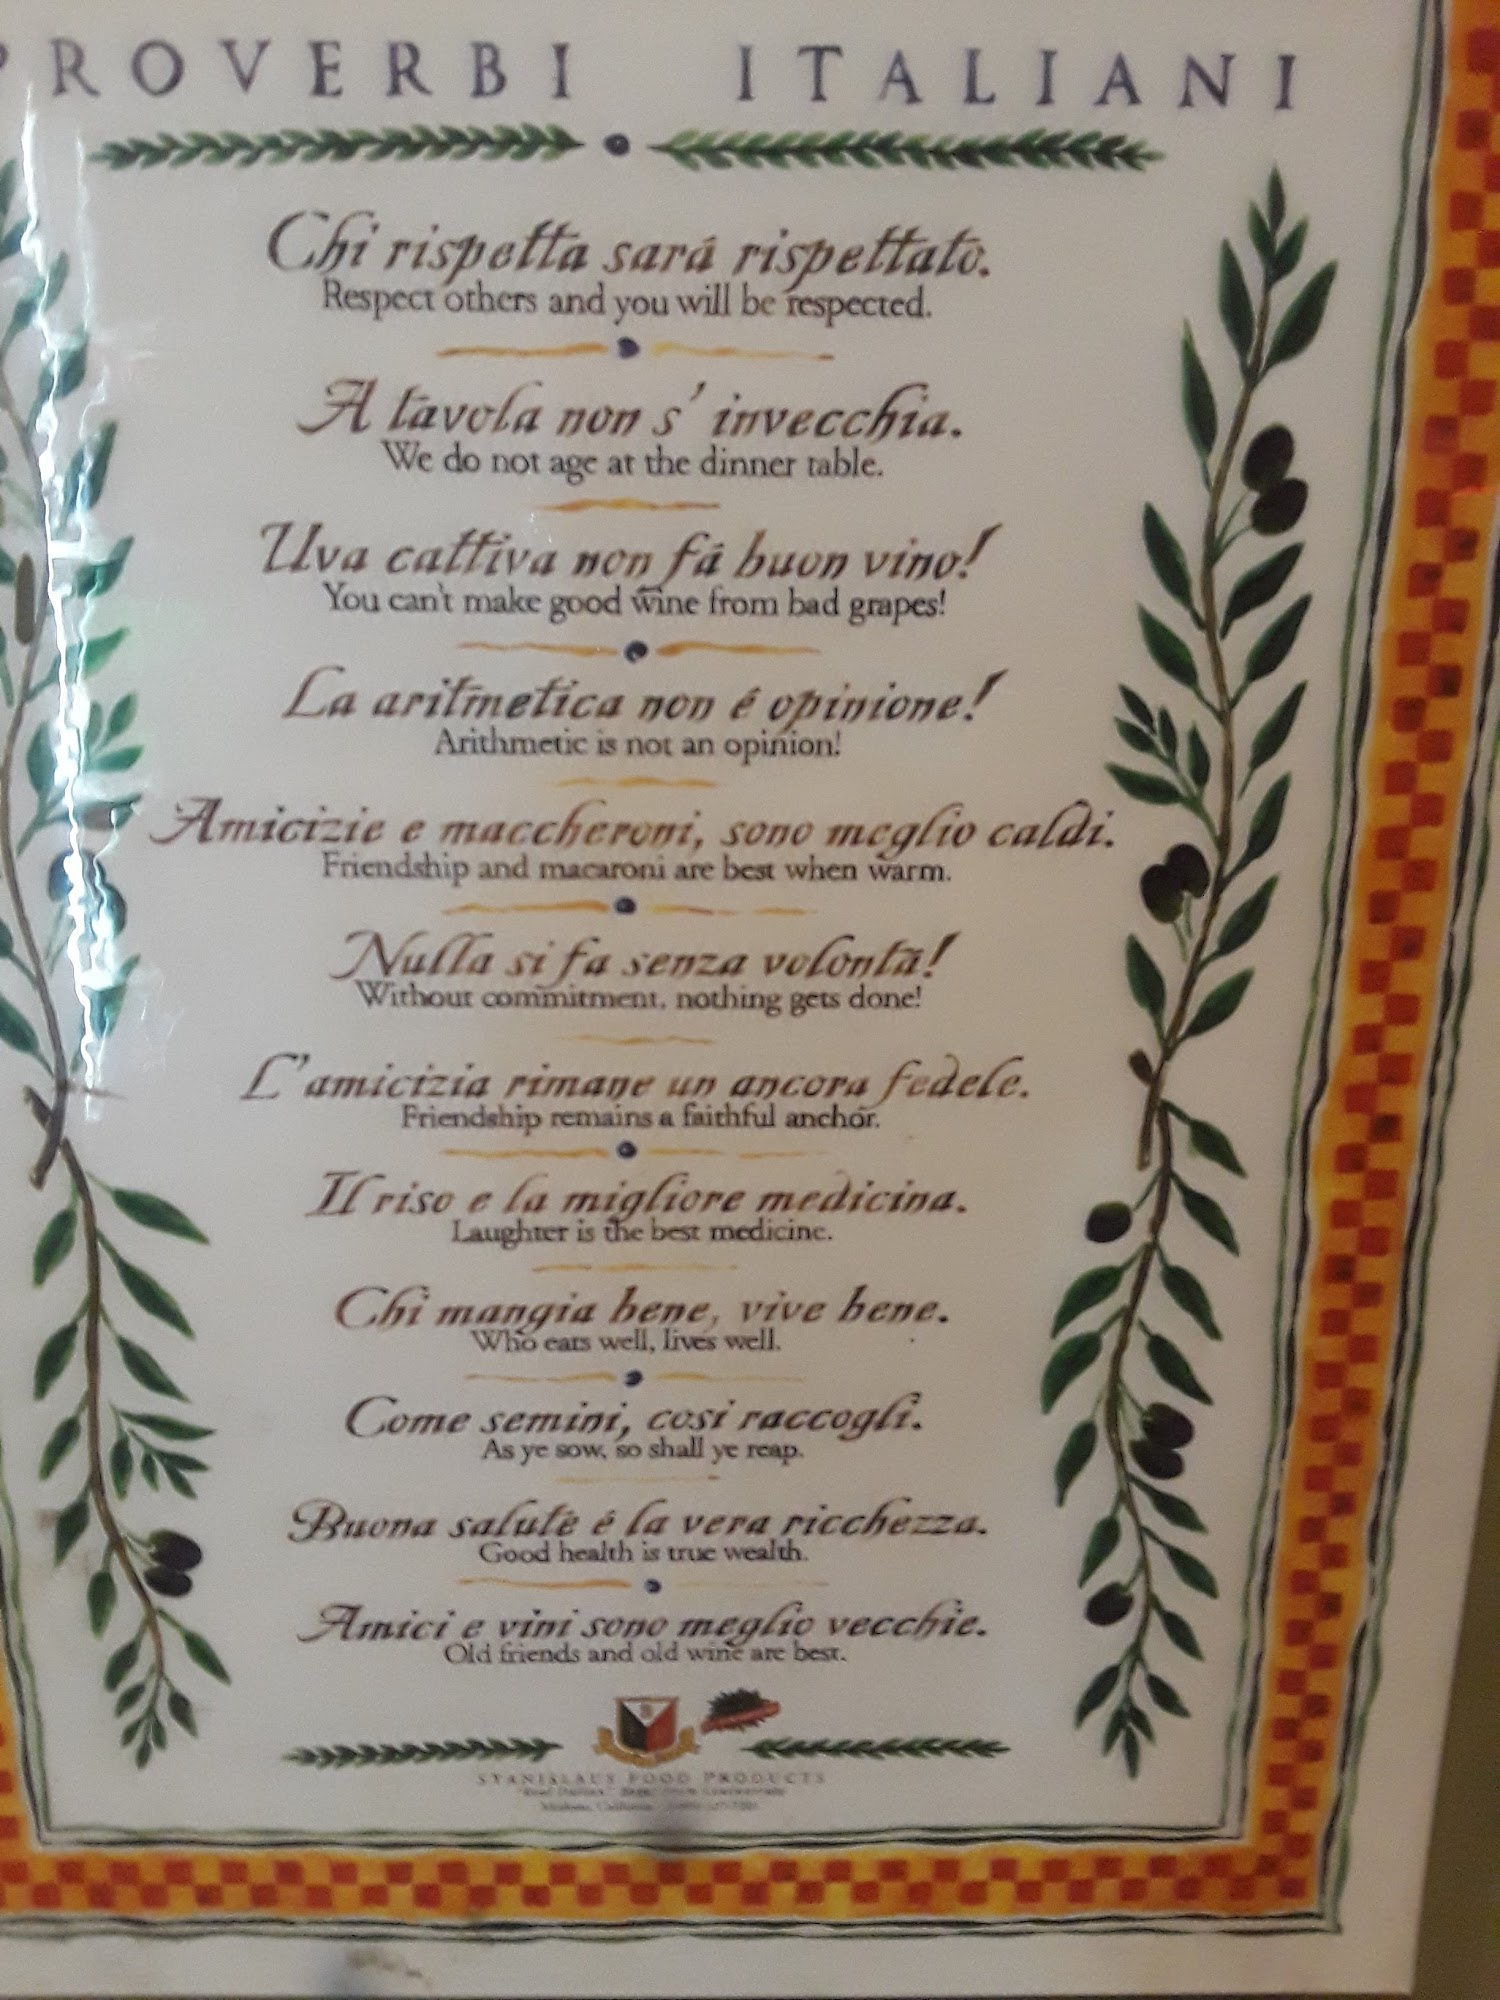 PROVERBI ITALIANI
Chi rispetta sará rispettato.
Respect others and you will be respected.
A tavola non s' invecchia.
We do not age at the dinner table.
Uva cattiva non fá buon vino!
You can't make good wine from bad grapes!
La aritmetica non é opinione!
Arithmetic is not an opinion!
Amicizie e maccheroni, sono meglio caldi.
Friendship and macaroni are best when warm.
Nulla si fa senza volontá!
Without commitment, nothing gets done!
L'amicizia rimane un ancora fedele.
Friendship remains a faithful anchor.
Il riso e la migliore medicina.
Laughter is the best medicine.
Chi mangia bene, vive bene.
Who eats well, lives well.
Come semini, cosi raccogli.
As ye sow, so shall ye reap.
Buona saluté é la vera ricchezza.
Good health is true wealth.
Amici e vini sono meglio vecchie.
Old friends and old wine are best.
STANISLAUS FOOD PRODUCTS
Modesto, California